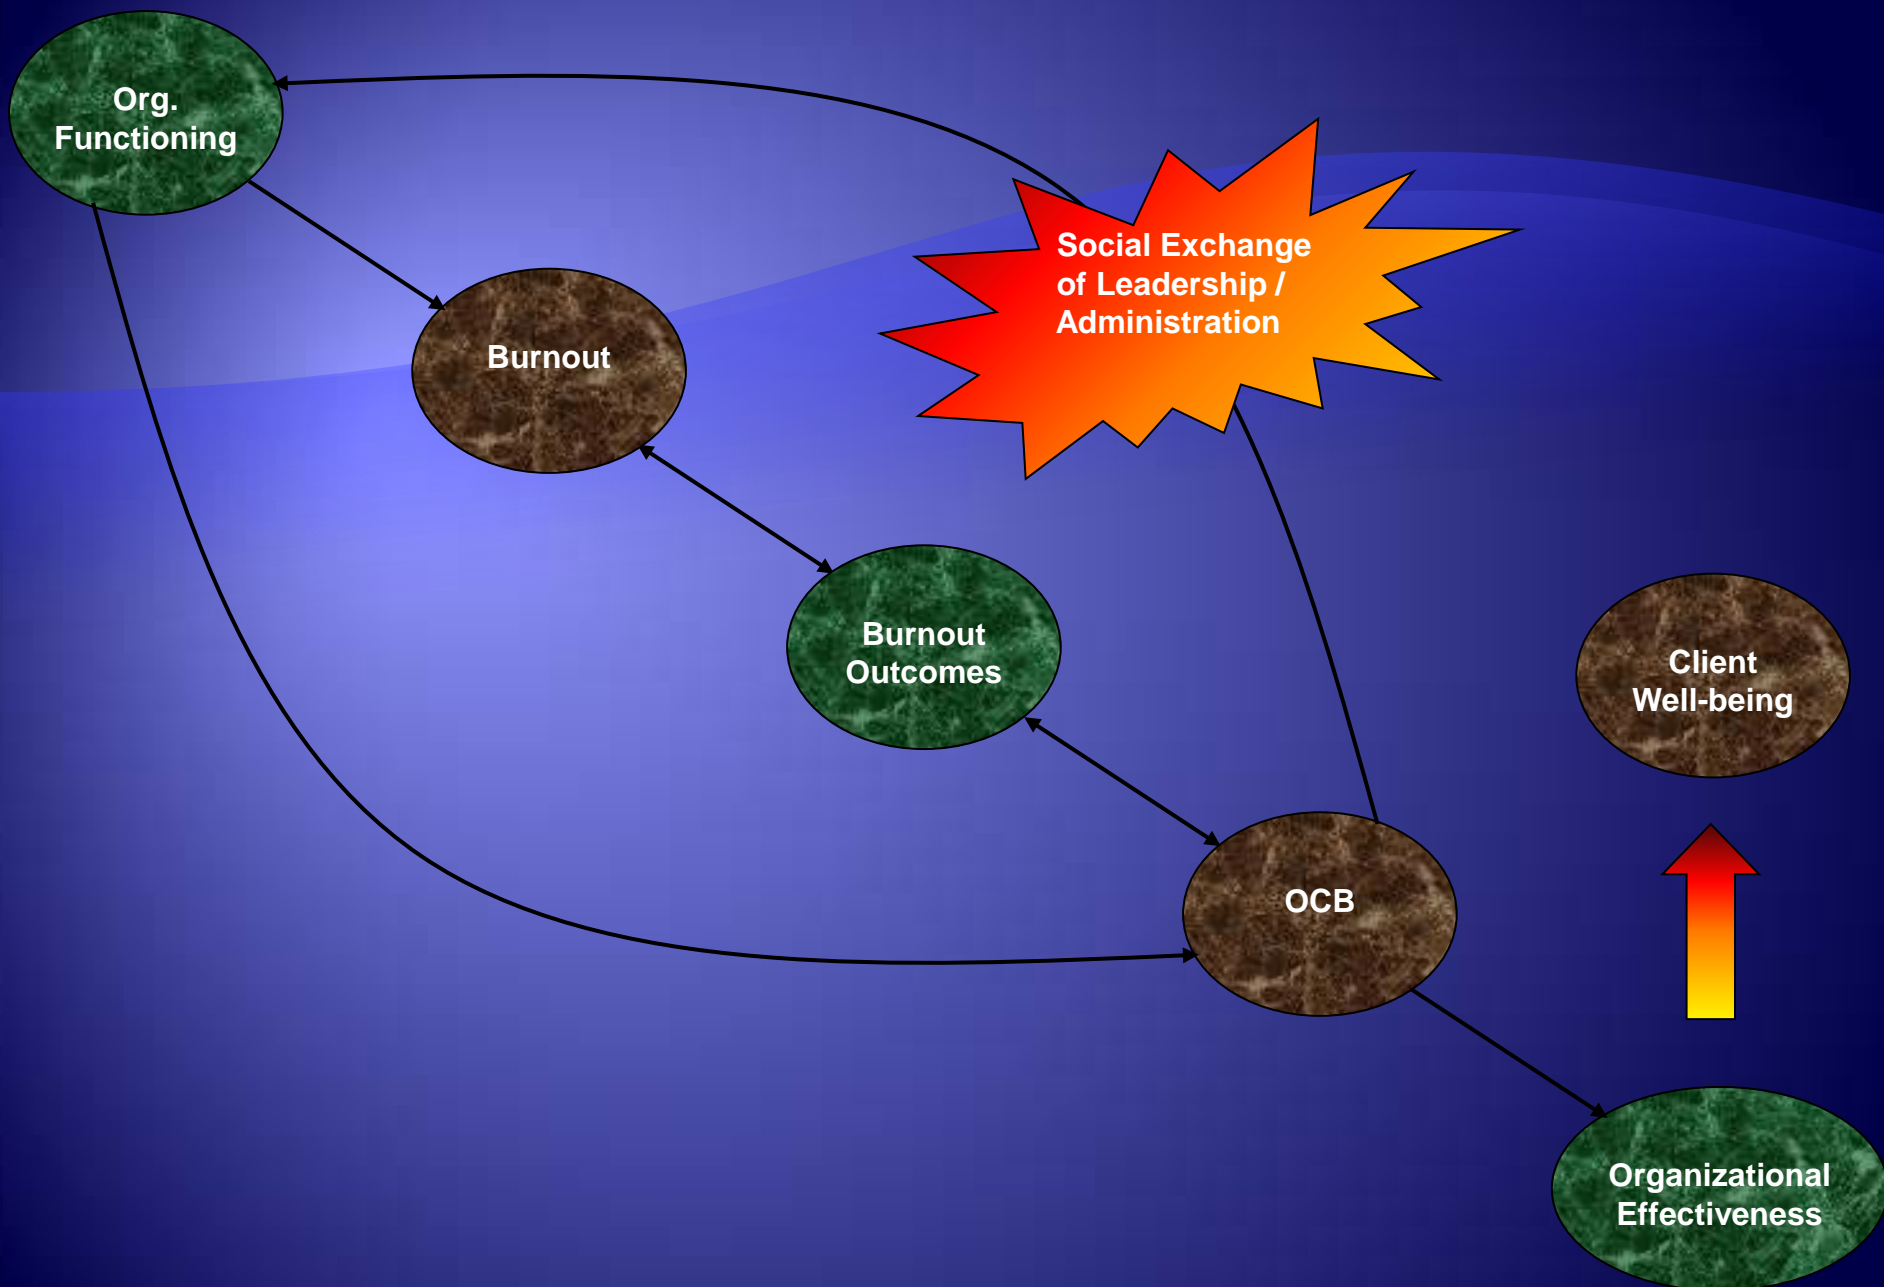 Org.
Functioning
Social Exchange
of Leadership /
Administration
Burnout
Burnout
Outcomes
Client
Well-being
OCB
Organizational
Effectiveness